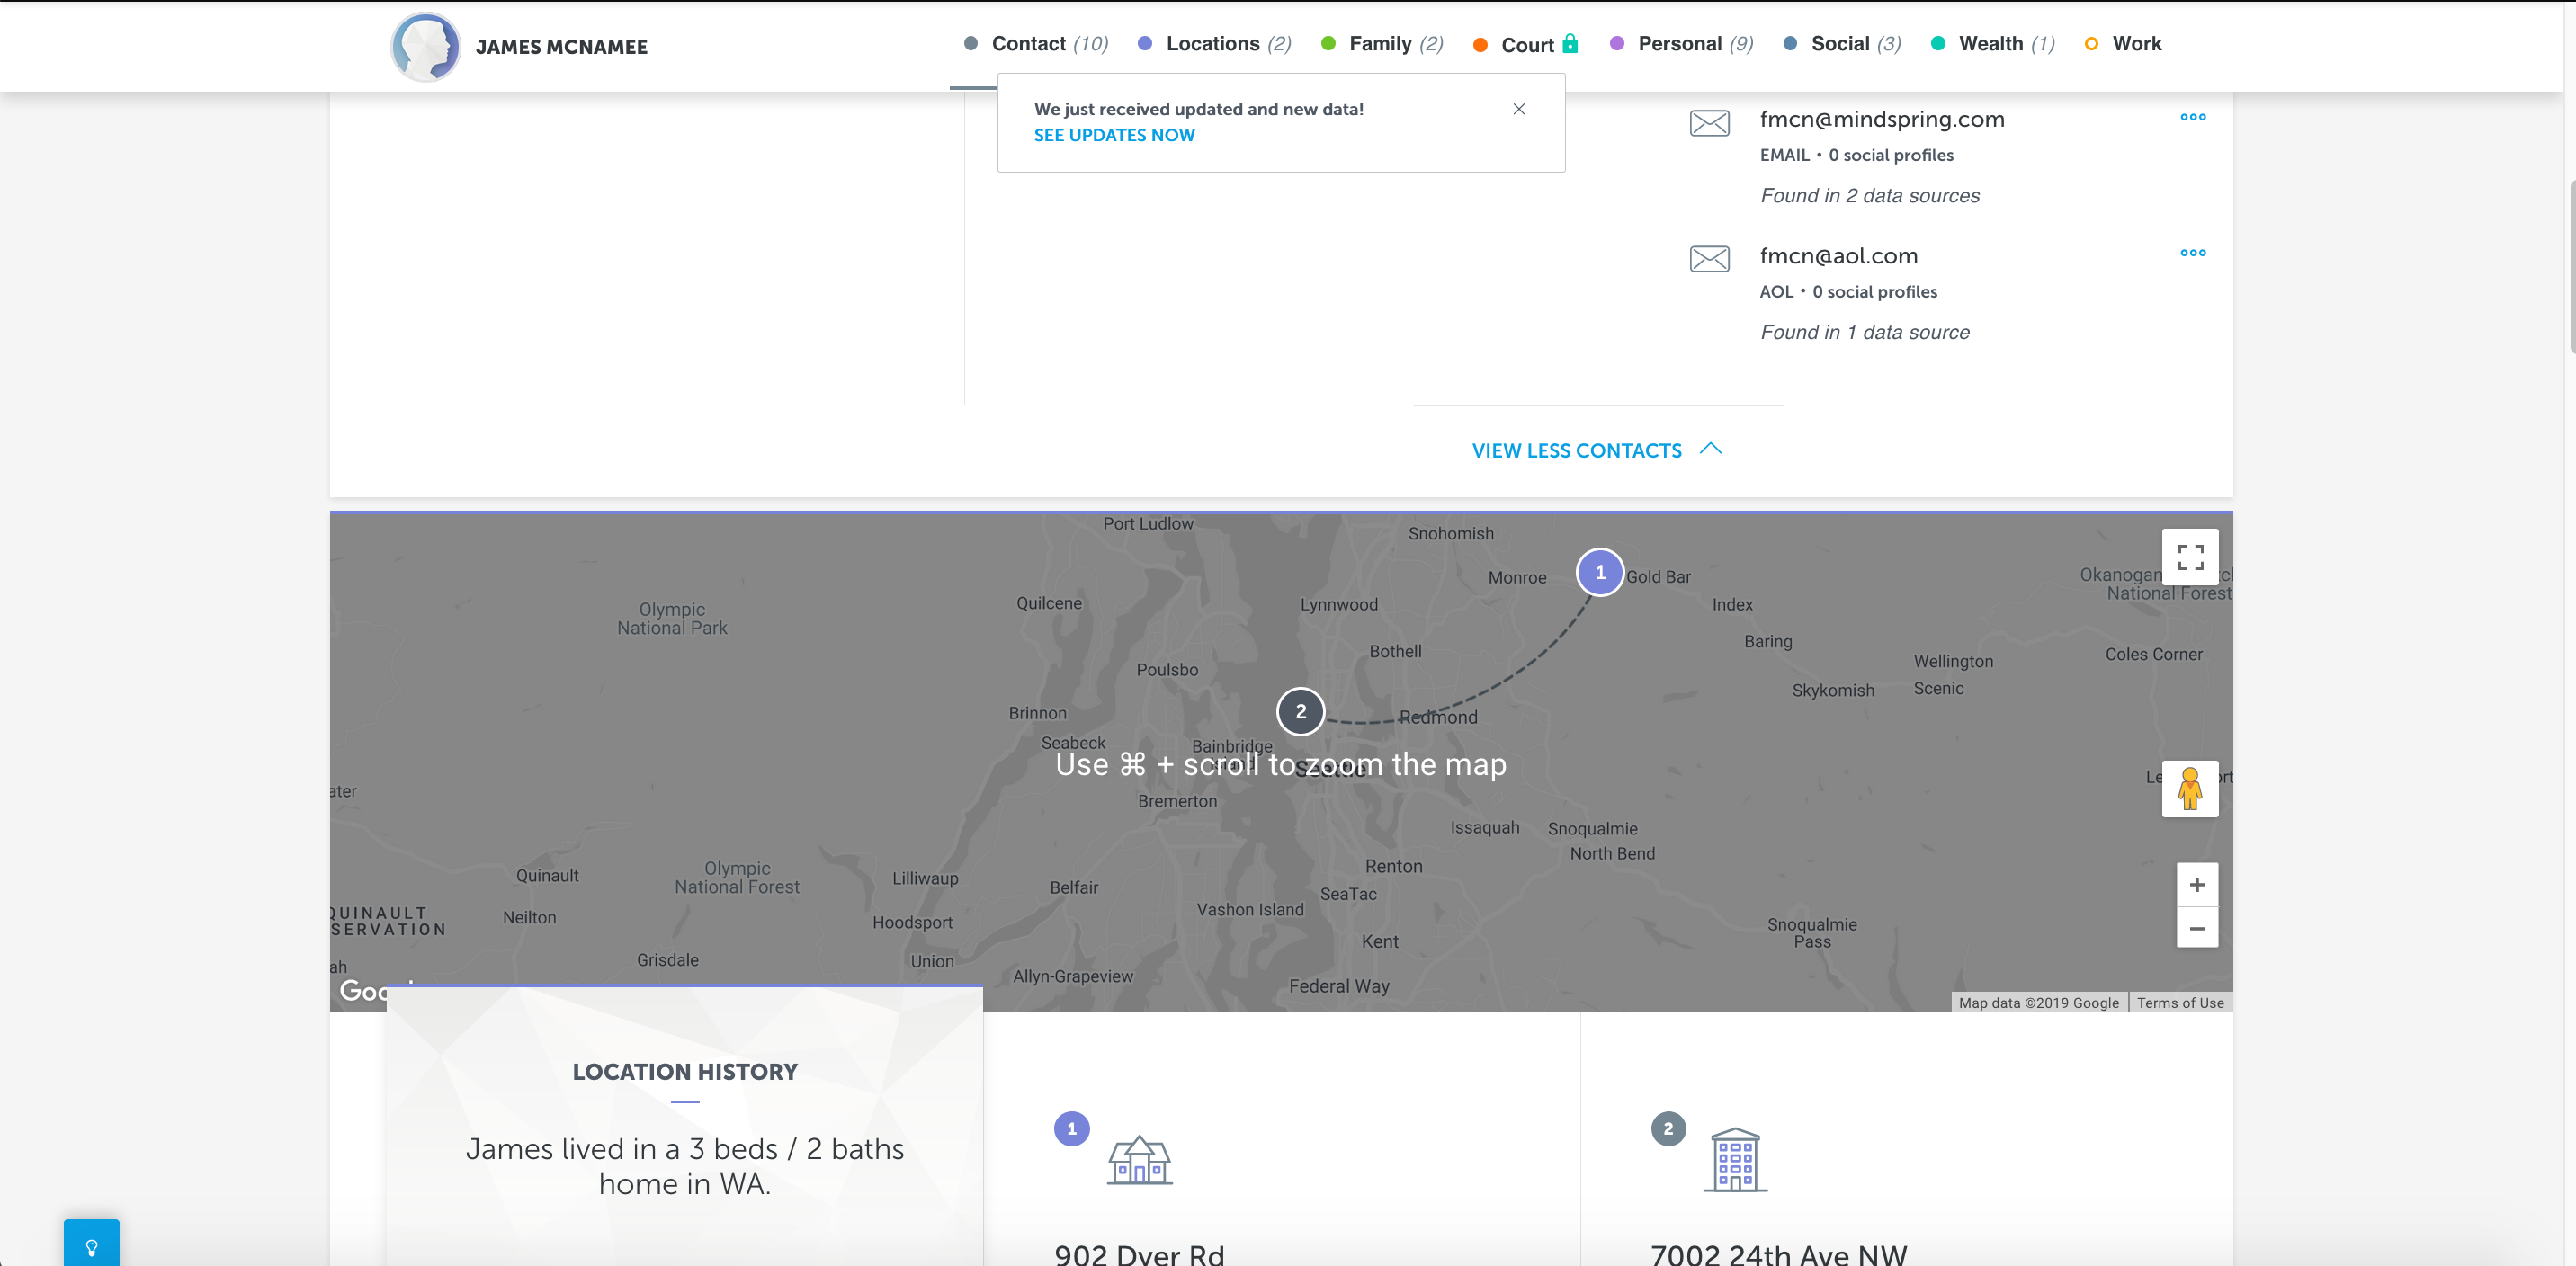 JAMES MCNAMEE
Contact (10)
Locations (2)
Family (2)
Court
Personal (9)
Social (3)
Wealth (1)
Work
We just received updated and new data!
SEE UPDATES NOW
fmcn@mindspring.com
EMAIL • 0 social profiles
Found in 2 data sources
fmcn@aol.com
AOL • 0 social profiles
Found in 1 data source
VIEW LESS CONTACTS
Port Ludlow
Snohomish
1
Monroe
Gold Bar
Okanogan
National Forest
Quilcene
Lynnwood
Index
Olympic
National Park
Baring
Bothell
Coles Corner
Wellington
Poulsbo
Scenic
Skykomish
2
Brinnon
Redmond
Seabeck
Bainbridge
Island
Seattle
Use ⌘ + scroll to zoom the map
Bremerton
Issaquah
Snoqualmie
North Bend
Renton
Olympic
National Forest
Quinault
Lilliwaup
Belfair
SeaTac
Vashon Island
QUINAULT
Neilton
Hoodsport
Snoqualmie
Pass
Kent
Grisdale
Union
Allyn-Grapeview
Federal Way
Map data ©2019 Google
Terms of Use
LOCATION HISTORY
James lived in a 3 beds / 2 baths
home in WA.
1
902 Dyer Rd
2
7002 24th Ave NW